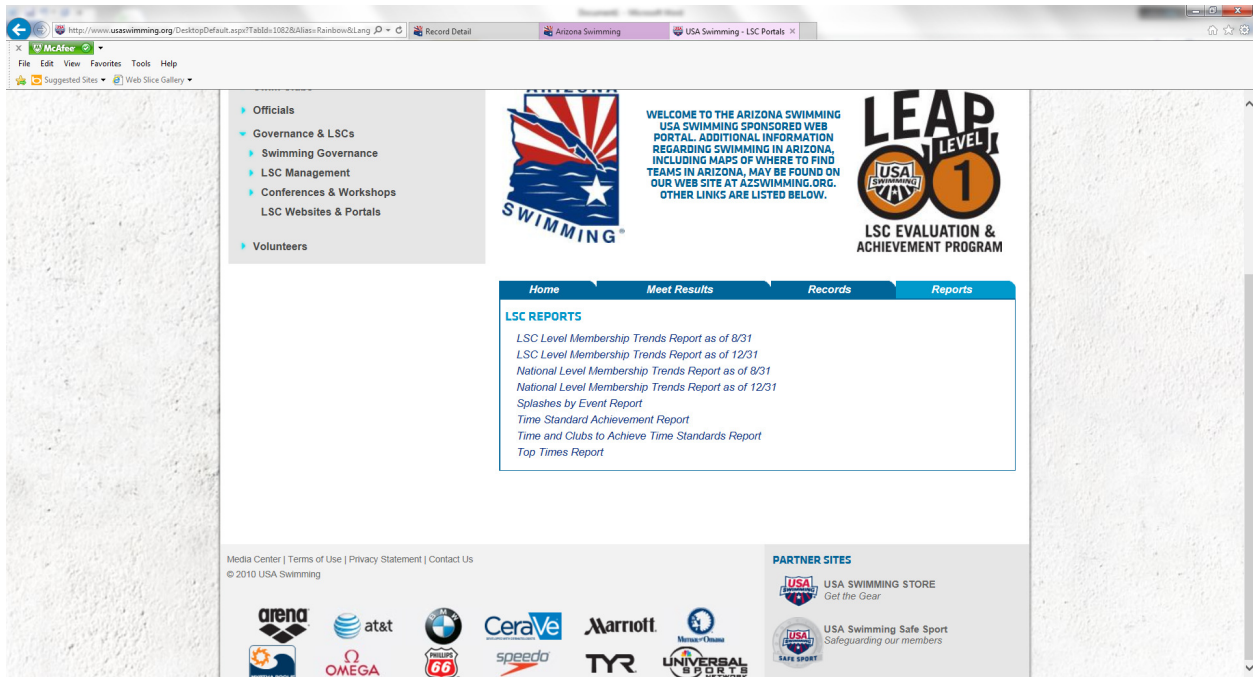 http://www.usaswimming.org/DesktopDefault.aspx?TabId=1082&Alias=Rainbow&Lang
Record Detail
Arizona Swimming
USA Swimming - LSC Portals
McAfee
File Edit View Favorites Tools Help
Suggested Sites
Web Slice Gallery
Officials
Governance & LSCs
Swimming Governance
LSC Management
Conferences & Workshops
LSC Websites & Portals
Volunteers
SWIMMING®
WELCOME TO THE ARIZONA SWIMMING
USA SWIMMING SPONSORED WEB
PORTAL. ADDITIONAL INFORMATION
REGARDING SWIMMING IN ARIZONA,
INCLUDING MAPS OF WHERE TO FIND
TEAMS IN ARIZONA, MAY BE FOUND ON
OUR WEB SITE AT AZSWIMMING.ORG.
OTHER LINKS ARE LISTED BELOW.
LEAP
LEVEL
1
USA
SWIMMING
LSC EVALUATION &
ACHIEVEMENT PROGRAM
Home Meet Results Records Reports
LSC REPORTS
LSC Level Membership Trends Report as of 8/31
LSC Level Membership Trends Report as of 12/31
National Level Membership Trends Report as of 8/31
National Level Membership Trends Report as of 12/31
Splashes by Event Report
Time Standard Achievement Report
Time and Clubs to Achieve Time Standards Report
Top Times Report
Media Center | Terms of Use | Privacy Statement | Contact Us
© 2010 USA Swimming
arena
at&t
BMW
CeraVe
Marriott.
Mutual of Omaha
OMEGA
PHILLIPS
66
speedo
TYR
UNIVERSAL
SPORTS
NETWORK
PARTNER SITES
USA
USA SWIMMING STORE
Get the Gear
USA
SAFE SPORT
USA Swimming Safe Sport
Safeguarding our members